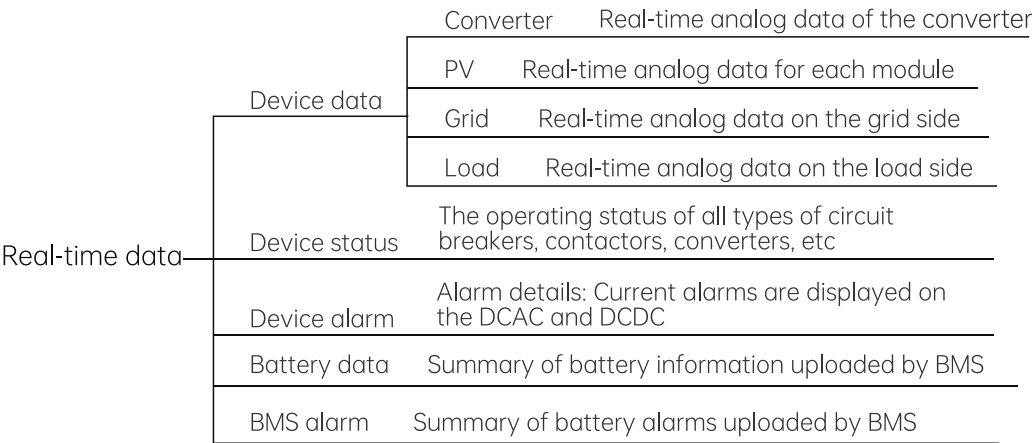 Converter Real-time analog data of the converter
PV Real-time analog data for each module
Device data
Grid Real-time analog data on the grid side
Load Real-time analog data on the load side
The operating status of all types of circuit
Device status breakers, contactors, converters, etc
Real-time data
Alarm details: Current alarms are displayed on
Device alarm the DCAC and DCDC
Battery data Summary of battery information uploaded by BMS
BMS alarm Summary of battery alarms uploaded by BMS